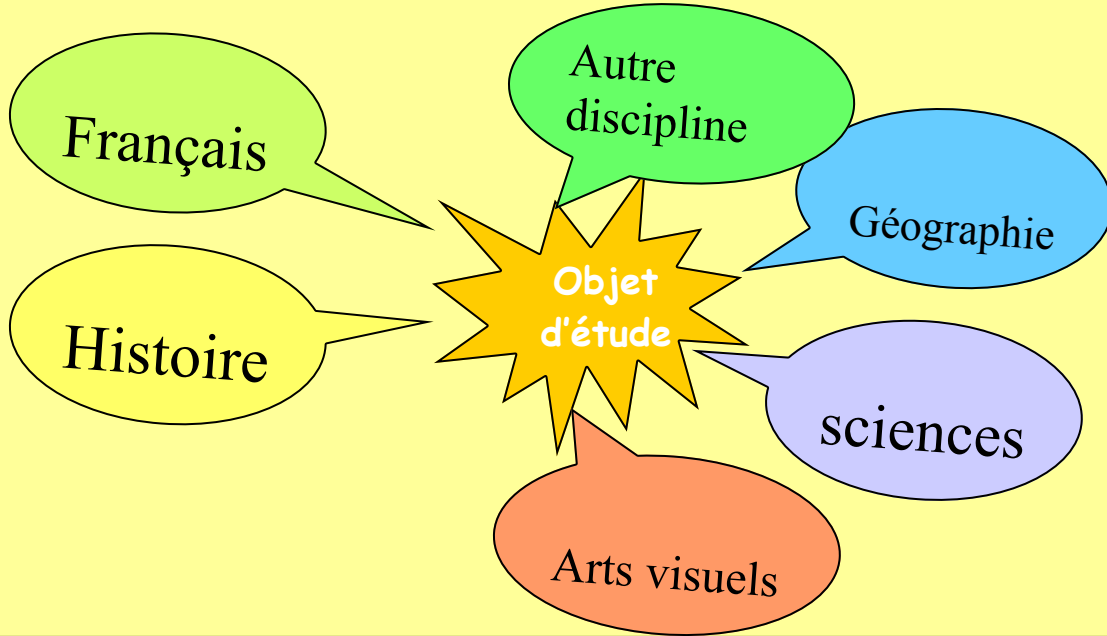 Autre
discipline
Français
Géographie
Objet
d'étude
Histoire
sciences
Arts visuels